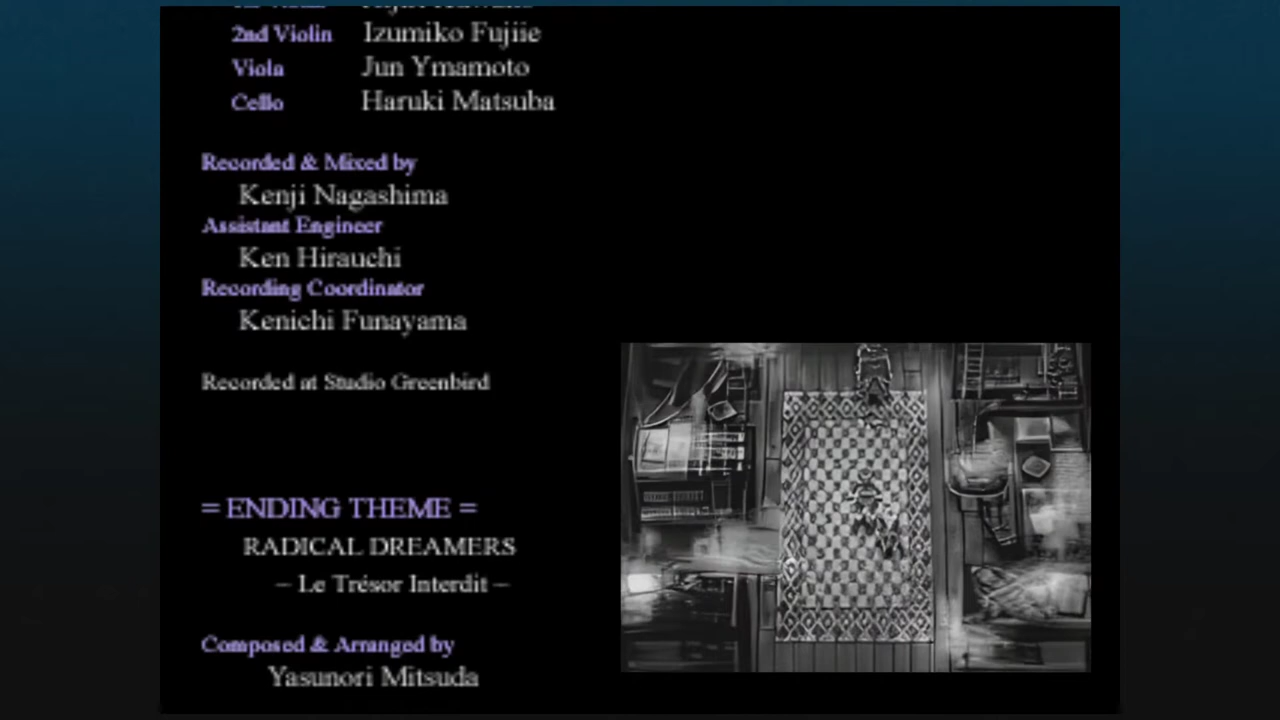 2nd Violin Izumiko Fujiie
Viola Jun Ymamoto
Cello Haruki Matsuba
Recorded & Mixed by
Kenji Nagashima
Assistant Engineer
Ken Hirauchi
Recording Coordinator
Kenichi Funayama
Recorded at Studio Greenbird
= ENDING THEME =
RADICAL DREAMERS
– Le Trésor Interdit –
Composed & Arranged by
Yasunori Mitsuda